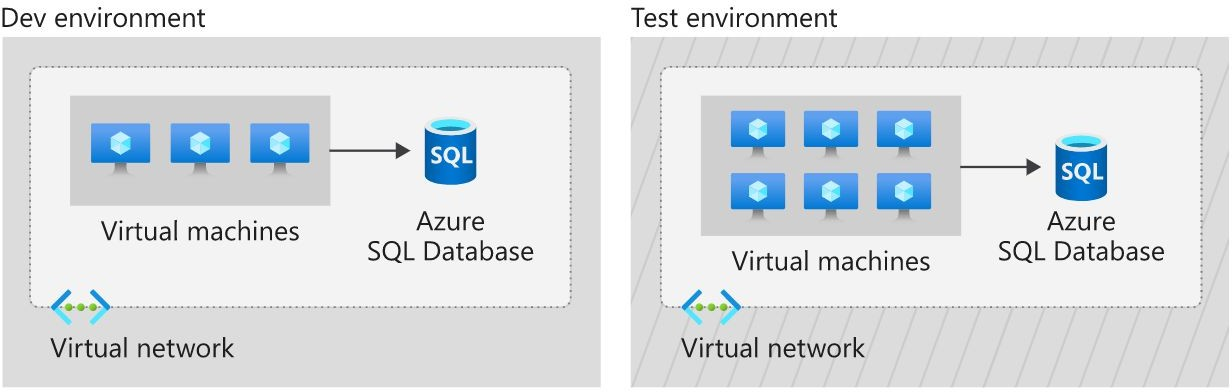 Dev environment
SQL
Virtual machines
Azure
SQL Database
Virtual network
Test environment
SQL
Virtual machines
Azure
SQL Database
Virtual network